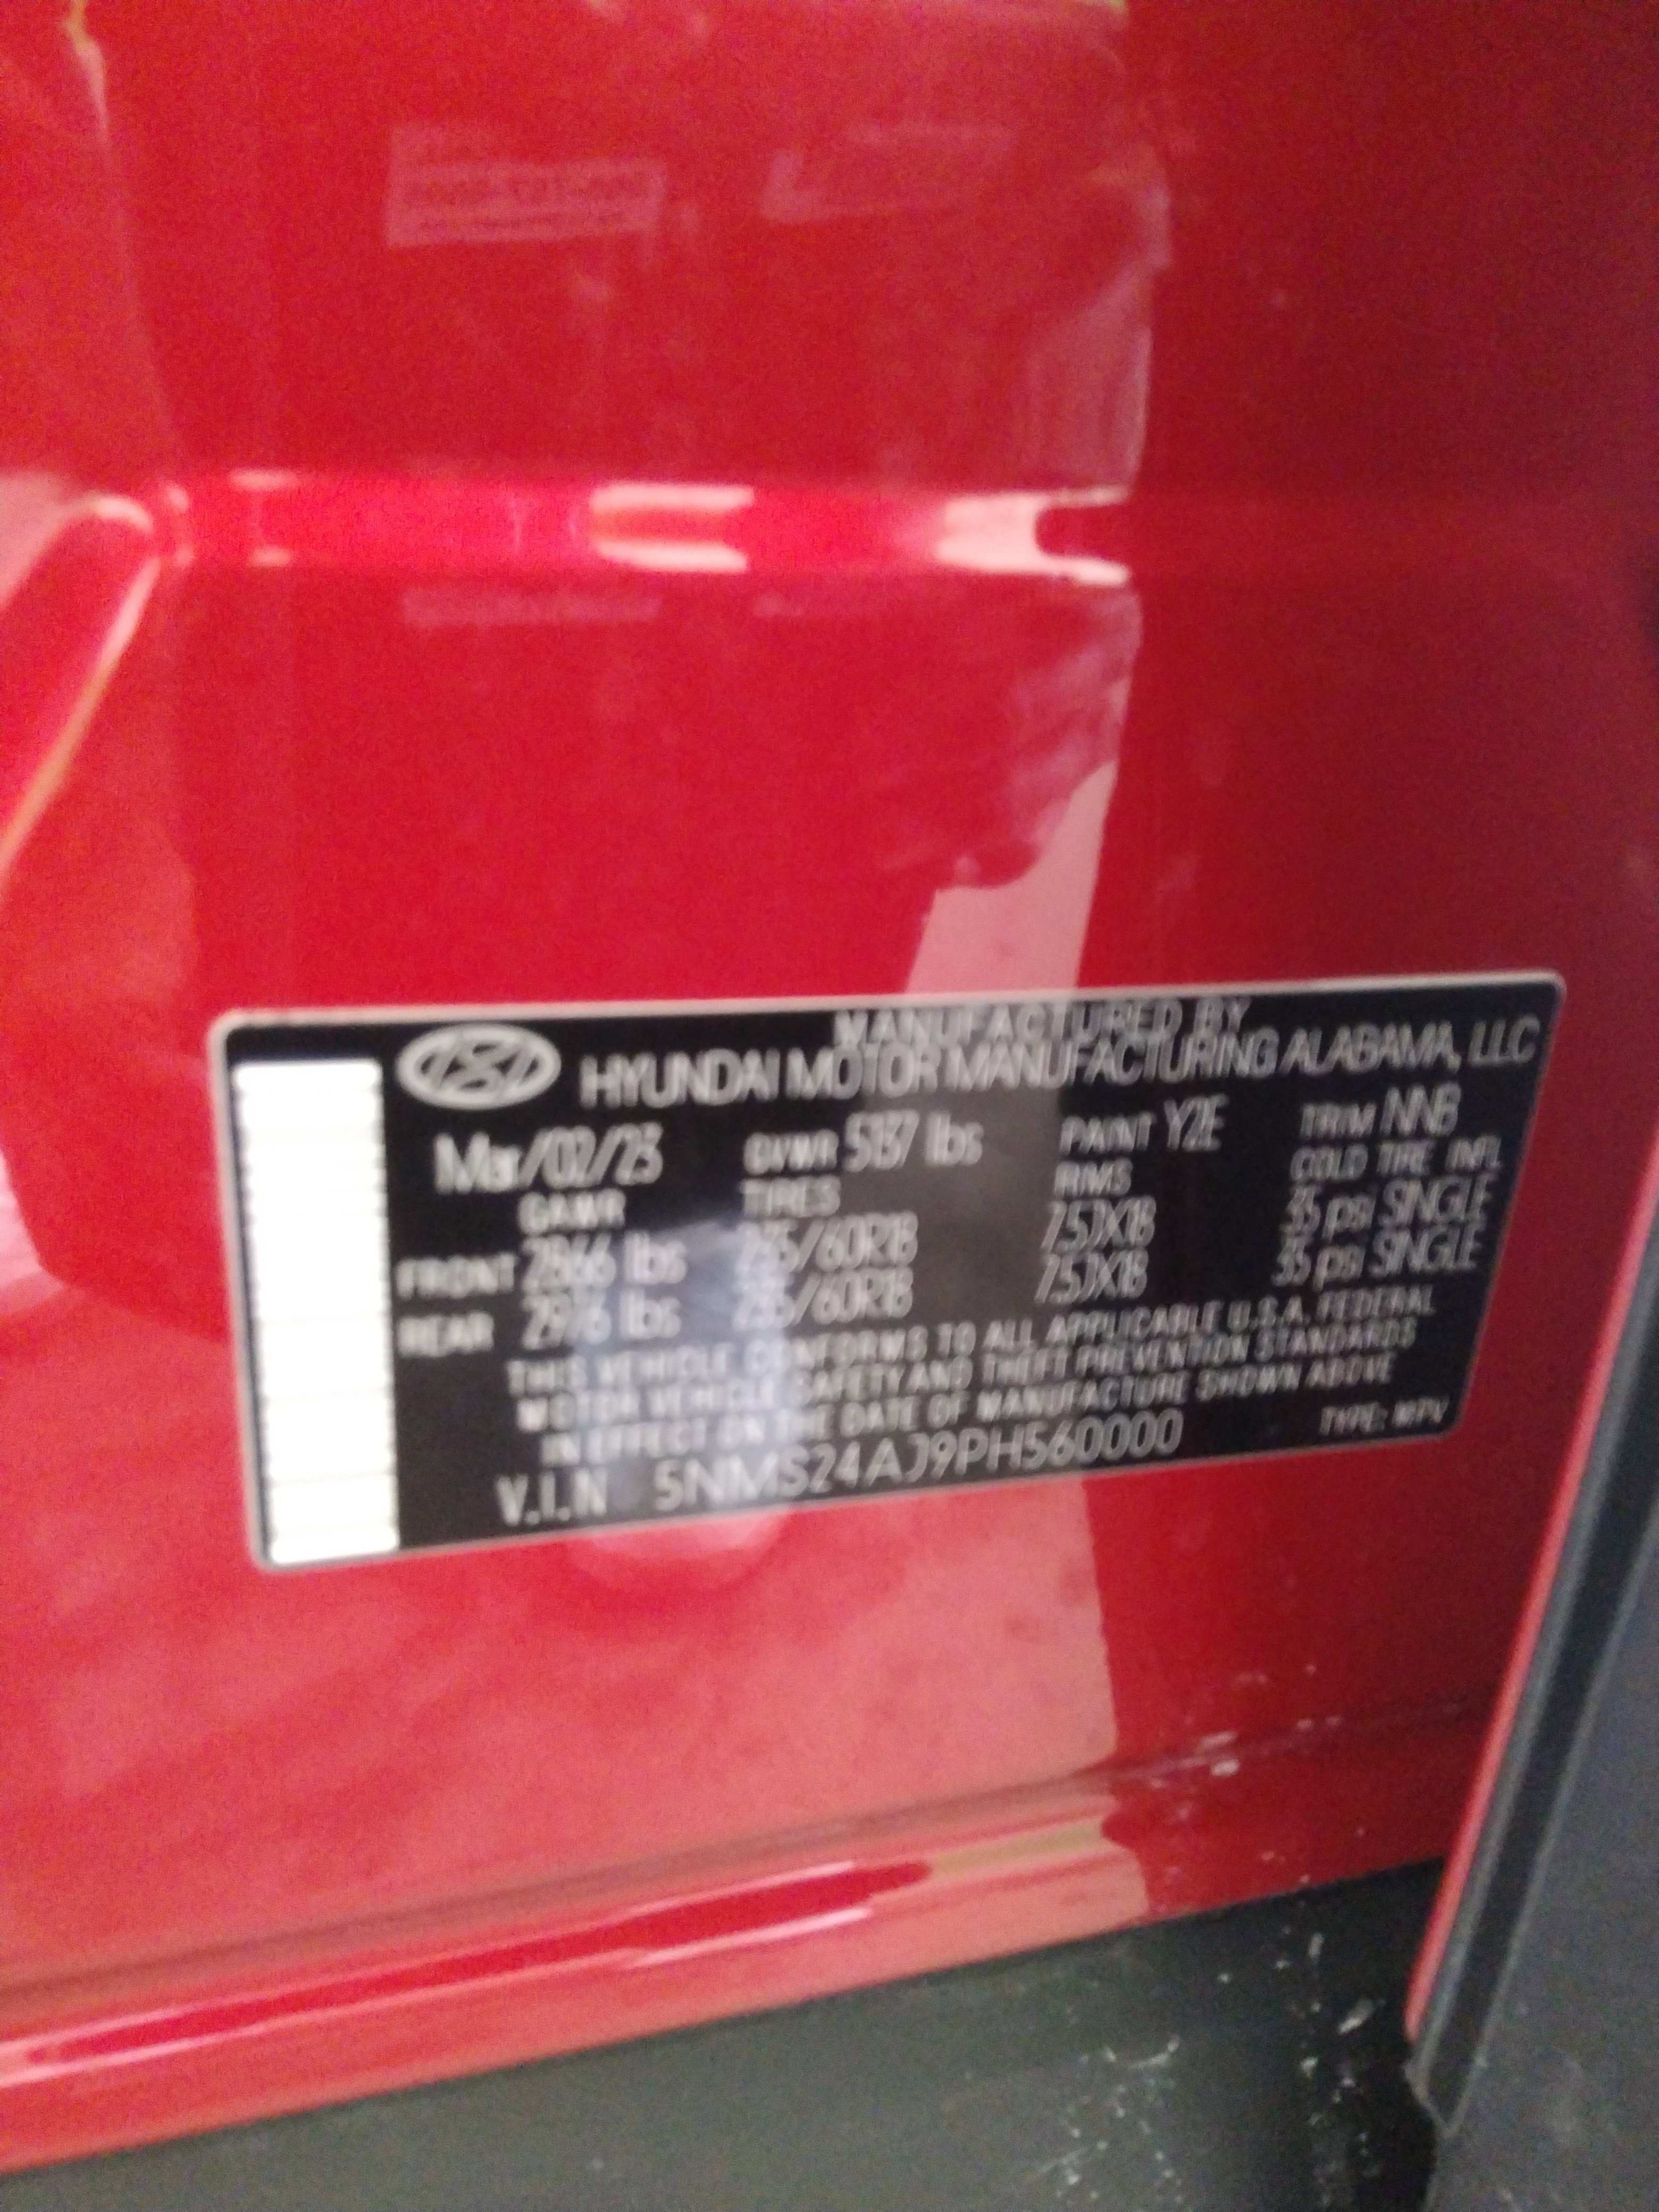 MANUFACTURED BY
HYUNDAI MOTOR MANUFACTURING ALABAMA, LLC
Mar/02/23 GVWR 5137 lbs PAINT Y2E TRIM NNB
GAWR TIRES RIMS COLD TIRE INFL
FRONT 2866 lbs 235/60R18 7.5JX18 35 psi SINGLE
REAR 2976 lbs 235/60R18 7.5JX18 35 psi SINGLE
THIS VEHICLE CONFORMS TO ALL APPLICABLE U.S.A. FEDERAL
MOTOR VEHICLE SAFETY AND THEFT PREVENTION STANDARDS
IN EFFECT ON THE DATE OF MANUFACTURE SHOWN ABOVE
V.I.N 5NMS24AJ9PH560000 TYPE: MPV